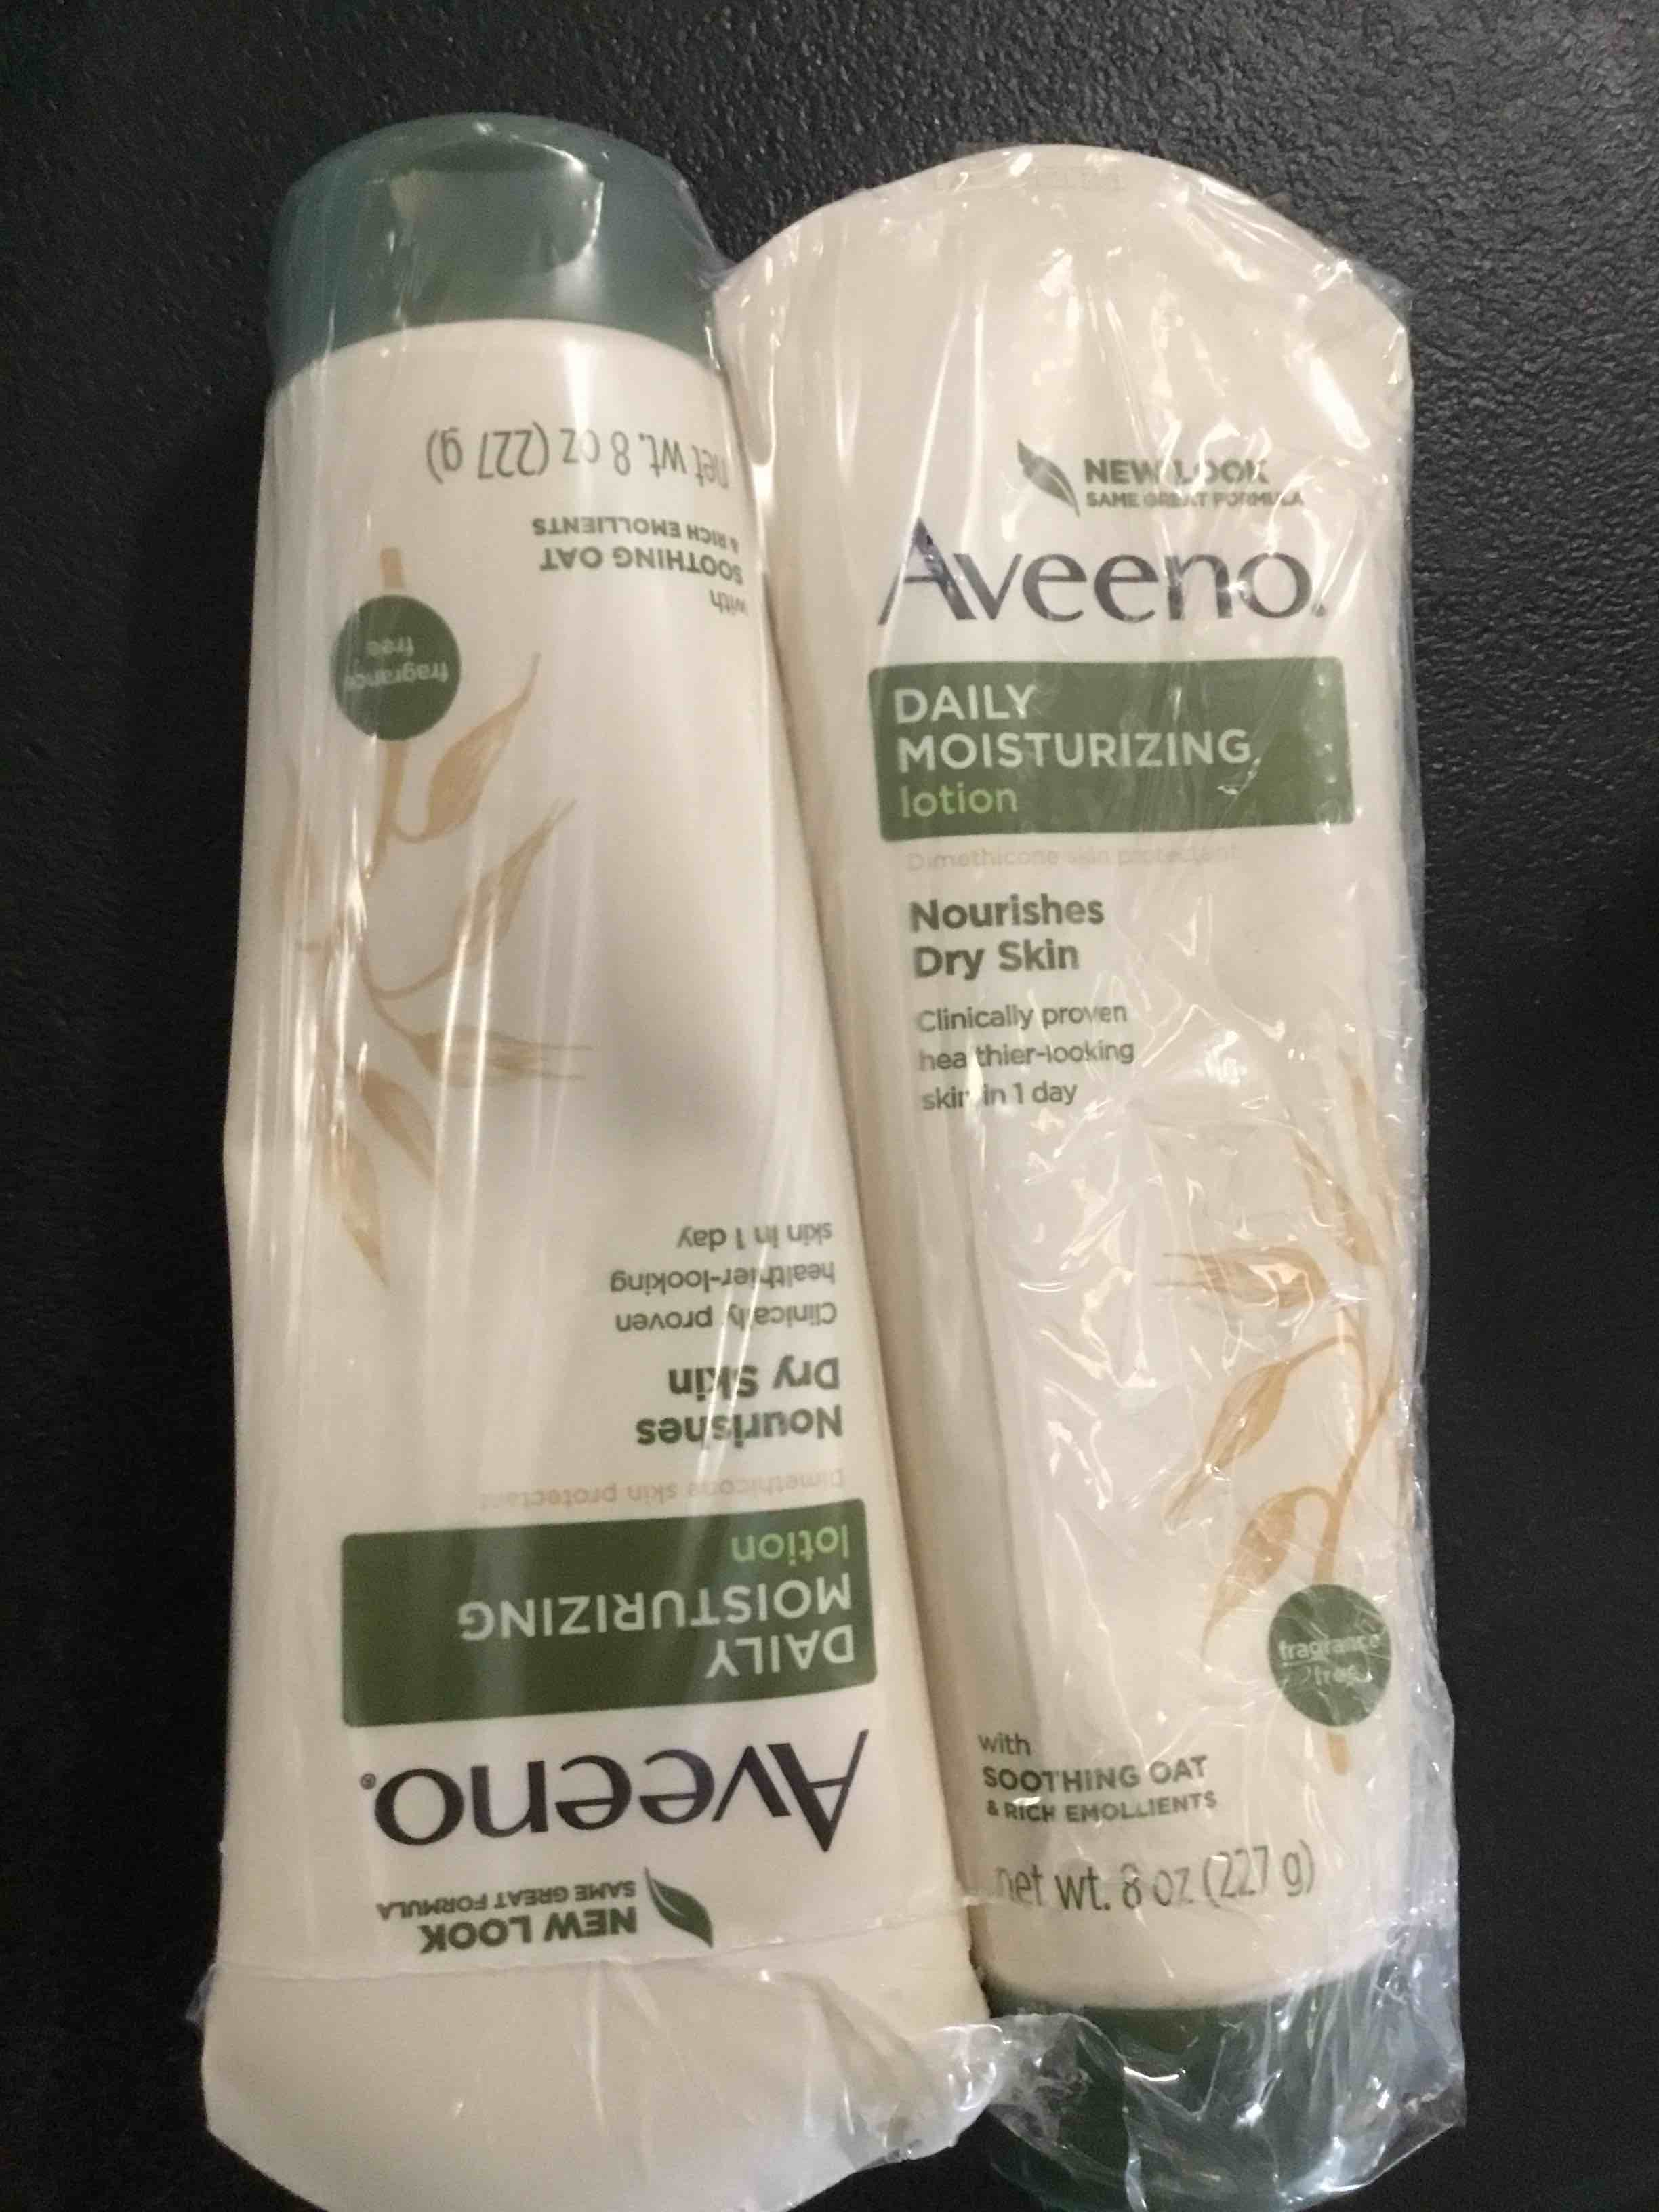 net wt. 8 oz (227 g)
& RICH EMOLLIENTS
SOOTHING OAT
with
fragrance
free
skin in 1 day
healthier-looking
Clinically proven
Dry Skin
Nourishes
Dimethicone skin protectant
lotion
MOISTURIZING
DAILY
Aveeno®
SAME GREAT FORMULA
NEW LOOK
NEW LOOK
SAME GREAT FORMULA
Aveeno®
DAILY
MOISTURIZING
lotion
Dimethicone skin protectant
Nourishes
Dry Skin
Clinically proven
healthier-looking
skin in 1 day
fragrance
free
with
SOOTHING OAT
& RICH EMOLLIENTS
net wt. 8 oz (227 g)